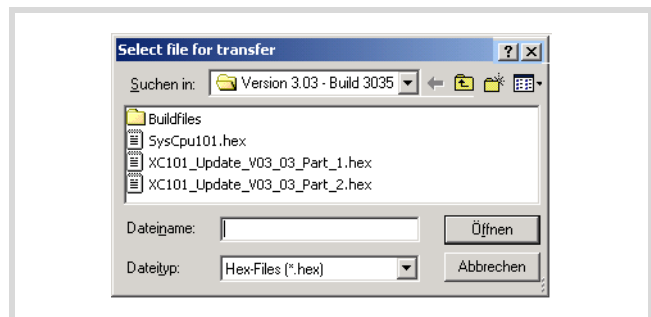 Select file for transfer
Suchen in: Version 3.03 - Build 3035
Buildfiles
SysCpu101.hex
XC101_Update_V03_03_Part_1.hex
XC101_Update_V03_03_Part_2.hex
Dateiname: Öffnen
Dateityp: Hex-Files (*.hex) Abbrechen